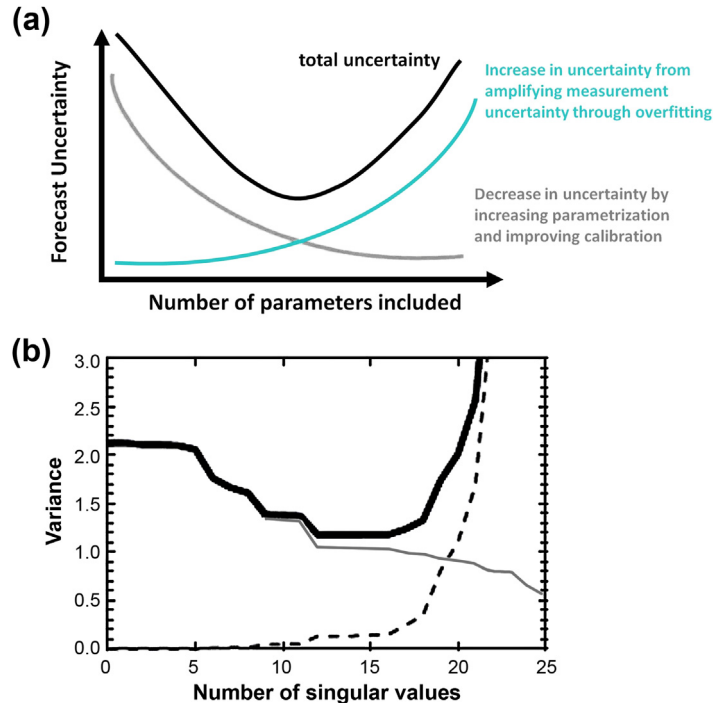 (a)
total uncertainty
Increase in uncertainty from
amplifying measurement
uncertainty through overfitting
Decrease in uncertainty by
increasing parametrization
and improving calibration
Forecast Uncertainty
Number of parameters included
(b)
3.0
2.5
2.0
1.5
1.0
0.5
0.0
Variance
0 5 10 15 20 25
Number of singular values